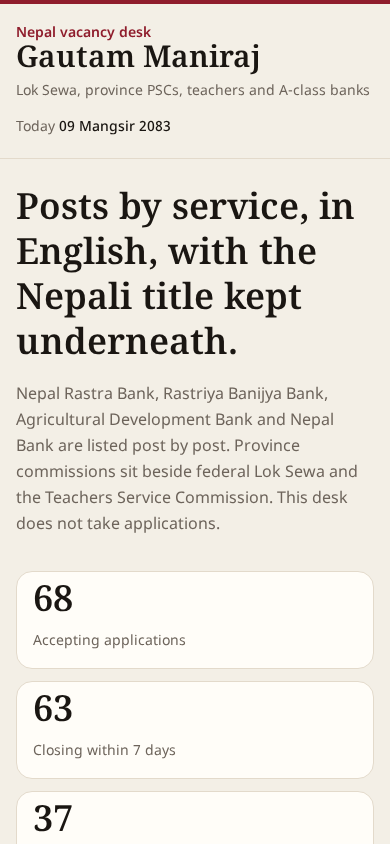 Nepal vacancy desk
Gautam Maniraj
Lok Sewa, province PSCs, teachers and A-class banks
Today 09 Mangsir 2083
Posts by service, in
English, with the
Nepali title kept
underneath.
Nepal Rastra Bank, Rastriya Banijya Bank,
Agricultural Development Bank and Nepal
Bank are listed post by post. Province
commissions sit beside federal Lok Sewa and
the Teachers Service Commission. This desk
does not take applications.
68
Accepting applications
63
Closing within 7 days
37